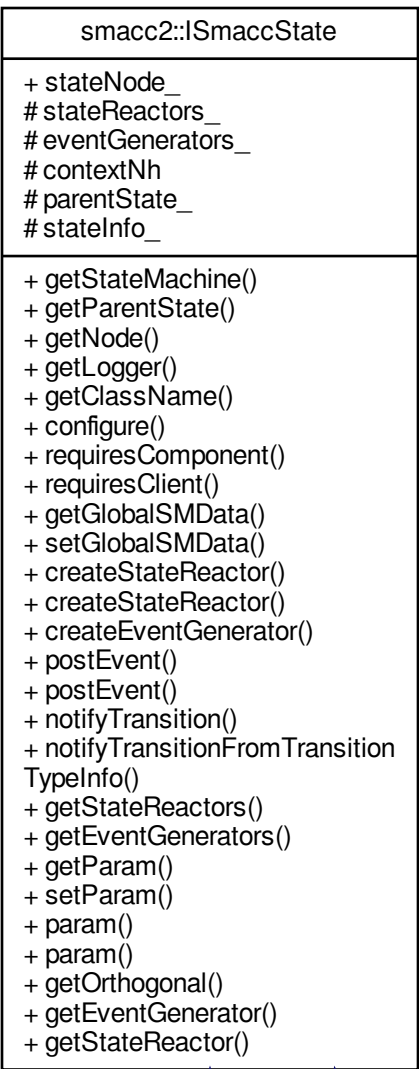 smacc2::ISmaccState
+ stateNode_
# stateReactors_
# eventGenerators_
# contextNh
# parentState_
# stateInfo_
+ getStateMachine()
+ getParentState()
+ getNode()
+ getLogger()
+ getClassName()
+ configure()
+ requiresComponent()
+ requiresClient()
+ getGlobalSMData()
+ setGlobalSMData()
+ createStateReactor()
+ createStateReactor()
+ createEventGenerator()
+ postEvent()
+ postEvent()
+ notifyTransition()
+ notifyTransitionFromTransition
TypeInfo()
+ getStateReactors()
+ getEventGenerators()
+ getParam()
+ setParam()
+ param()
+ param()
+ getOrthogonal()
+ getEventGenerator()
+ getStateReactor()